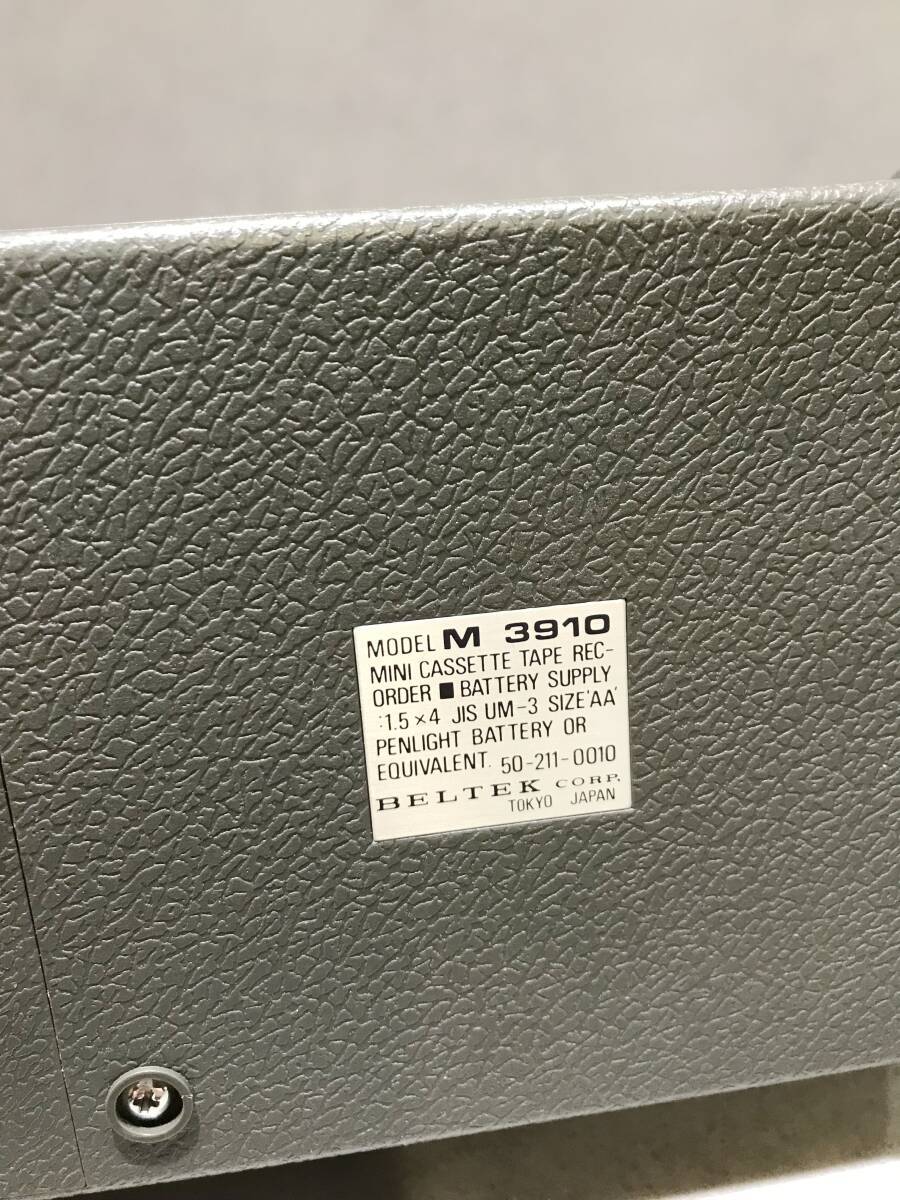 MODEL M 3910
MINI CASSETTE TAPE REC-
ORDER ■ BATTERY SUPPLY
:1.5×4 JIS UM-3 SIZE'AA'
PENLIGHT BATTERY OR
EQUIVALENT. 50-211-0010
BELTEK CORP.
TOKYO JAPAN